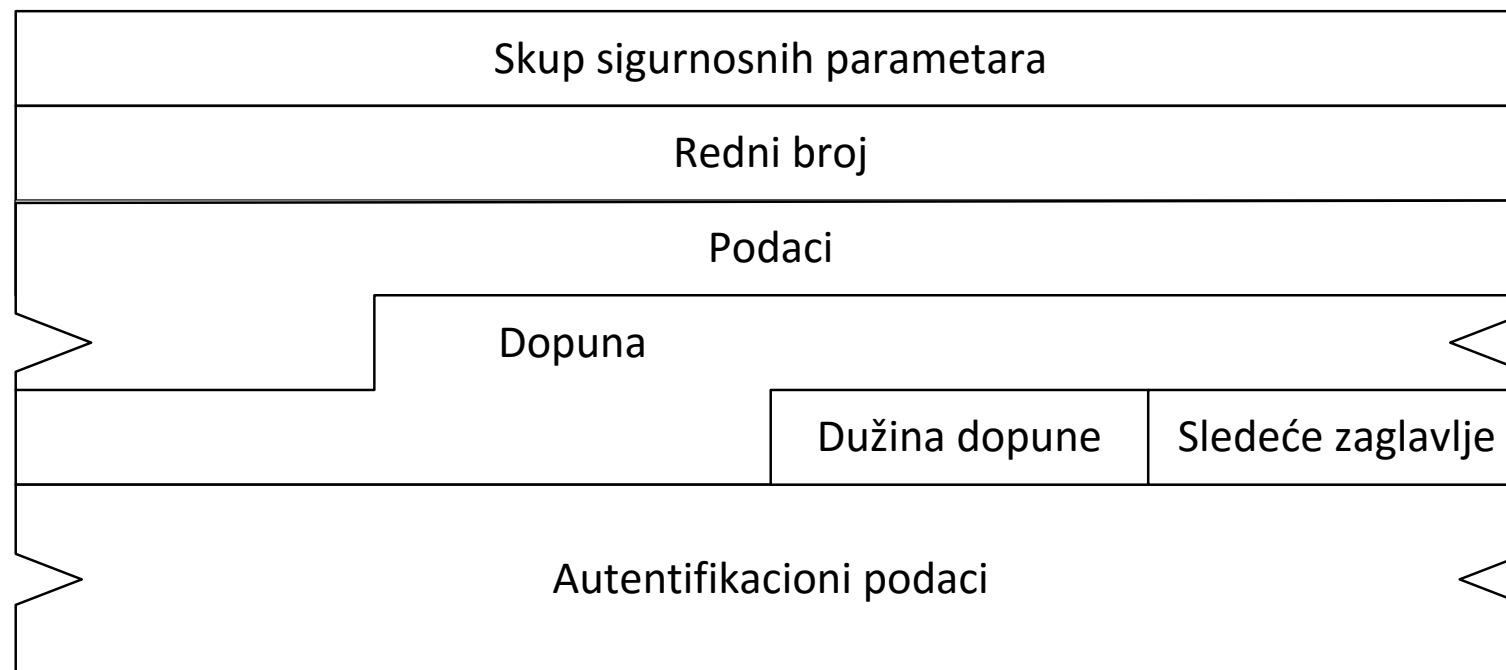 Skup sigurnosnih parametara
Redni broj
Podaci
Dopuna
Dužina dopune
Sledeće zaglavlje
Autentifikacioni podaci